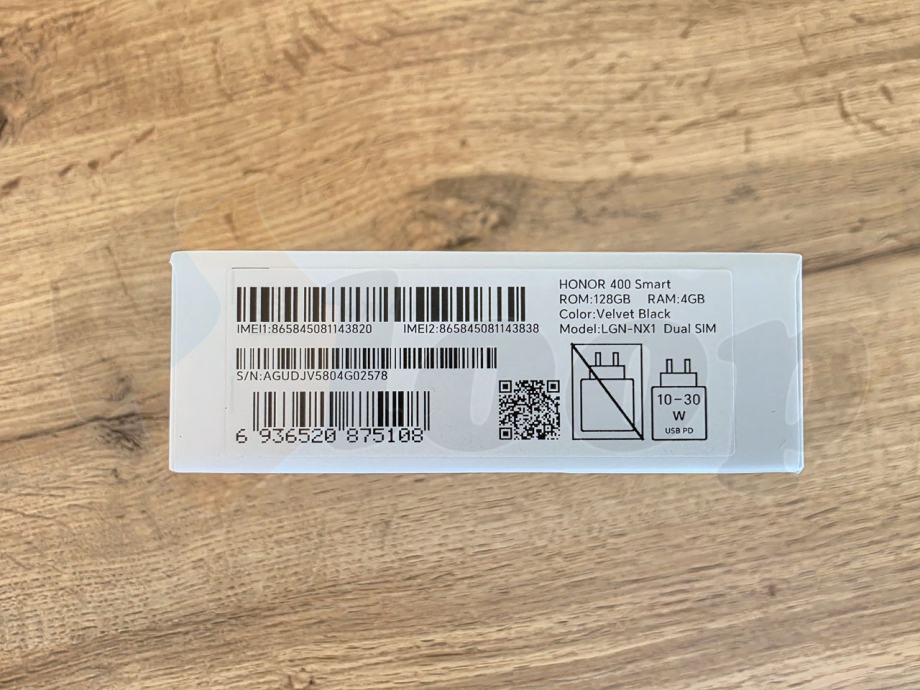 IMEI1:865845081143820 IMEI2:865845081143838
S/N:AGUDJV5804G02578
6 936520 875108
HONOR 400 Smart
ROM:128GB RAM:4GB
Color:Velvet Black
Model:LGN-NX1 Dual SIM
10-30
W
USB PD